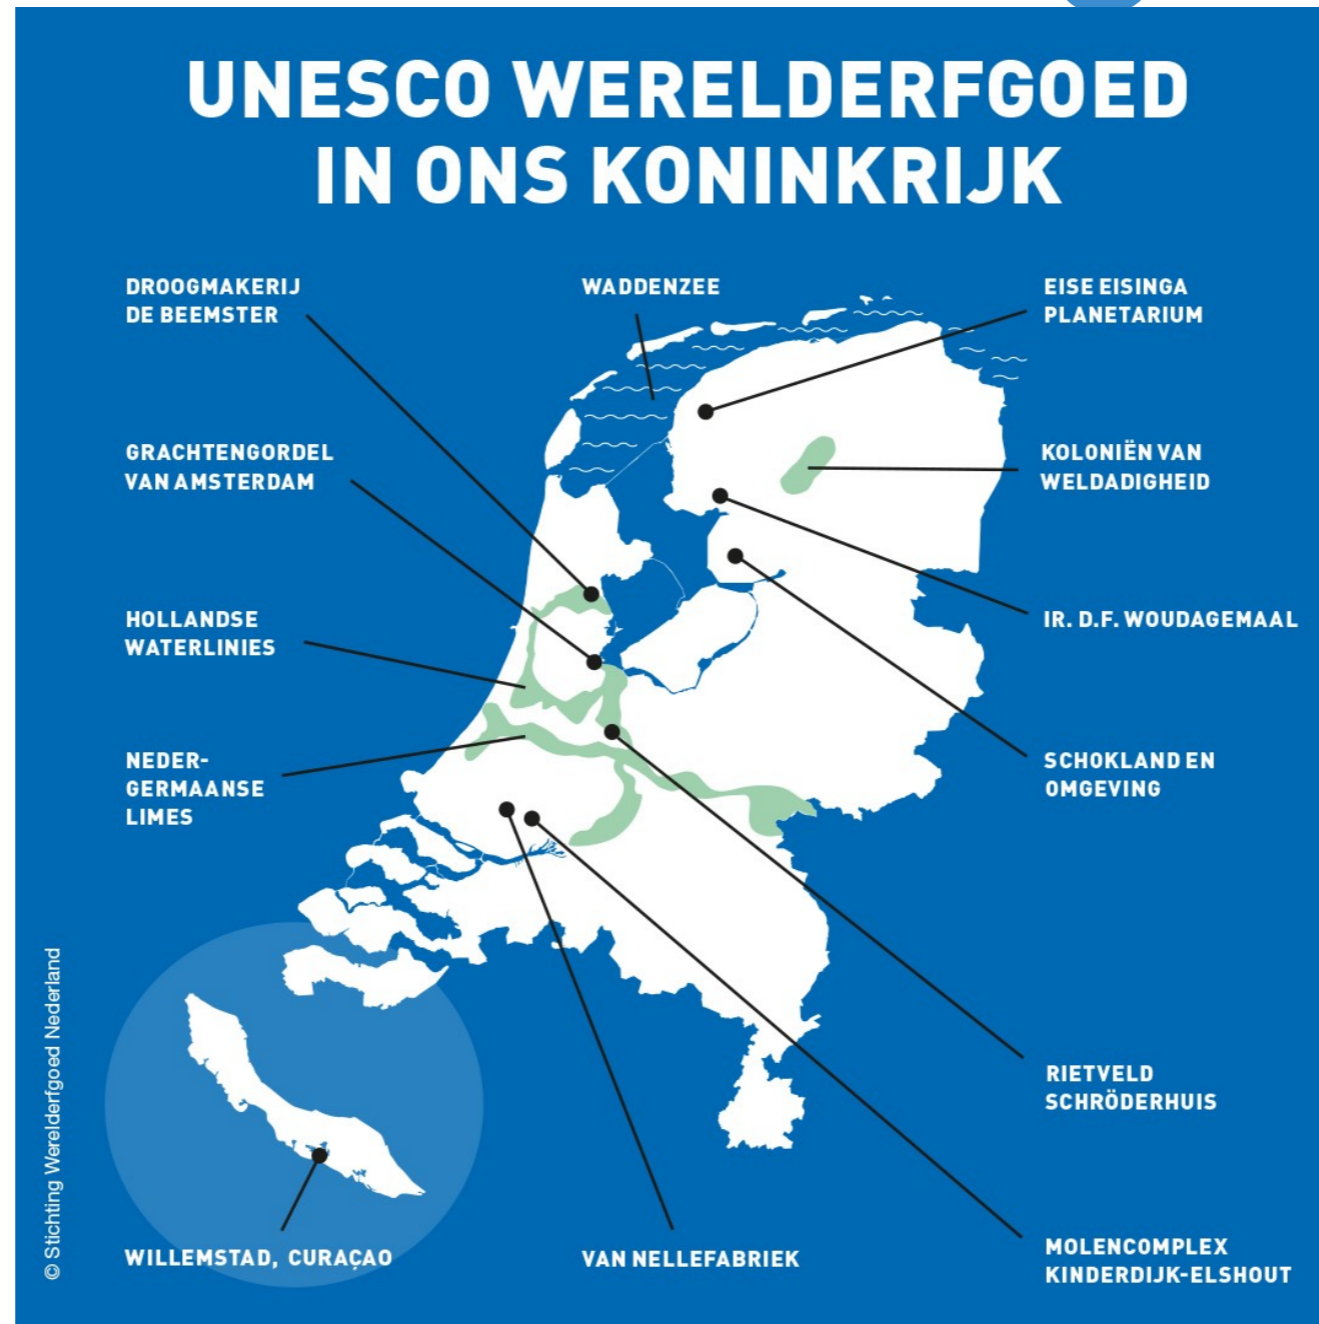 UNESCO WERELDERFGOED
IN ONS KONINKRIJK
DROOGMAKERIJ
DE BEEMSTER
WADDENZEE
EISE EISINGA
PLANETARIUM
GRACHTENGORDEL
VAN AMSTERDAM
KOLONIËN VAN
WELDADIGHEID
HOLLANDSE
WATERLINIES
IR. D.F. WOUDAGEMAAL
NEDER-
GERMAANSE
LIMES
SCHOKLAND EN
OMGEVING
RIETVELD
SCHRÖDERHUIS
WILLEMSTAD, CURAÇAO
VAN NELLEFABRIEK
MOLENCOMPLEX
KINDERDIJK-ELSHOUT
© Stichting Werelderfgoed Nederland